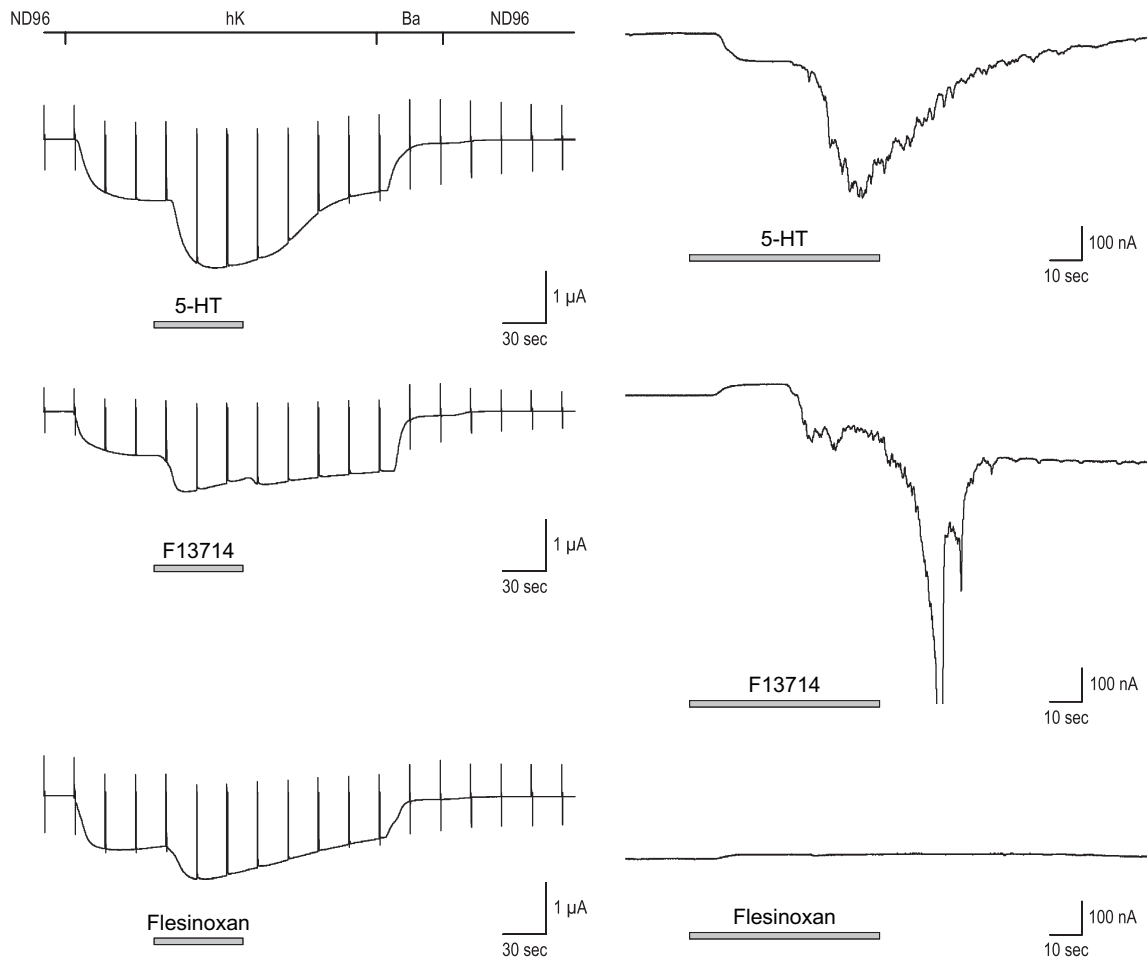 ND96 hK Ba ND96
5-HT
1 µA
30 sec
5-HT
100 nA
10 sec
F13714
1 µA
30 sec
F13714
100 nA
10 sec
Flesinoxan
1 µA
30 sec
Flesinoxan
100 nA
10 sec